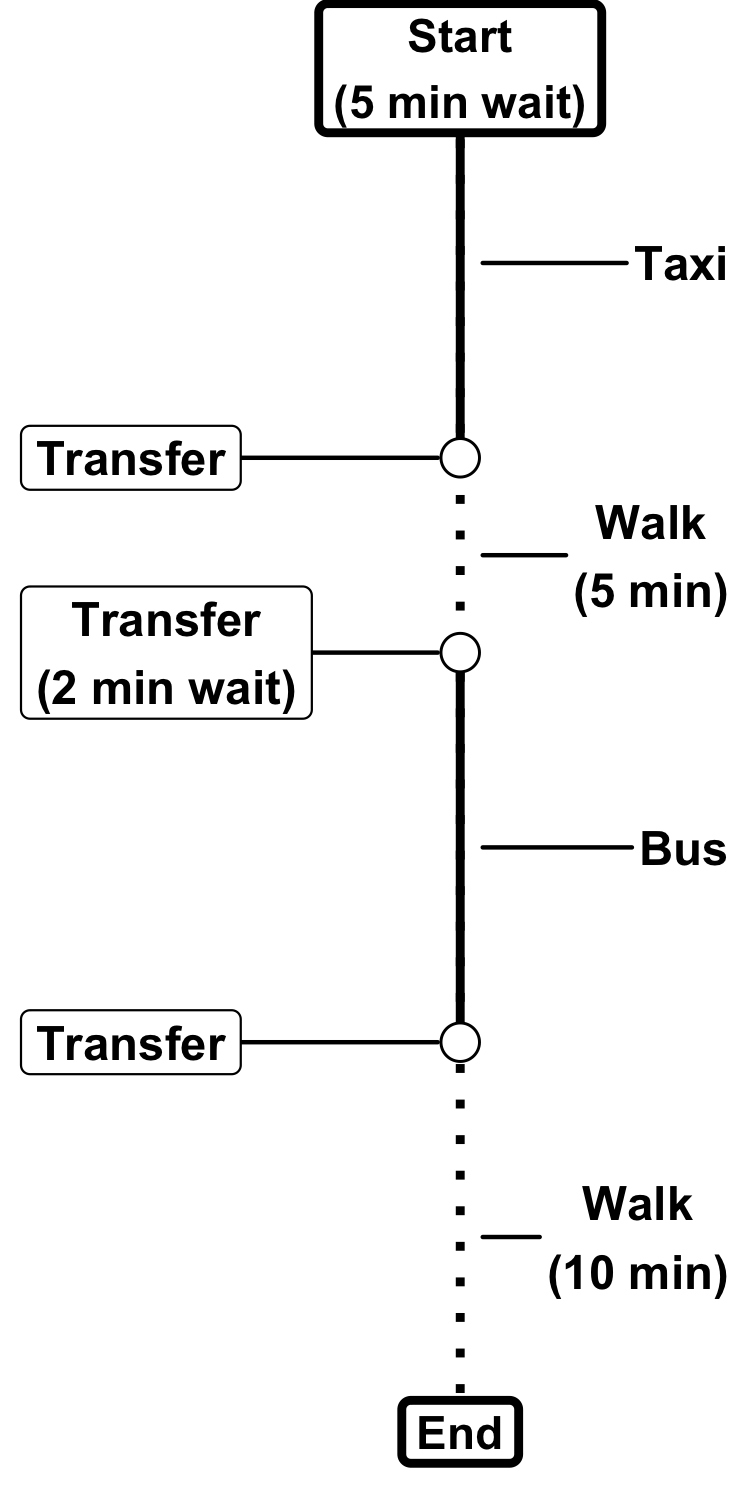 Start
(5 min wait)
Taxi
Transfer
Walk
(5 min)
Transfer
(2 min wait)
Bus
Transfer
Walk
(10 min)
End